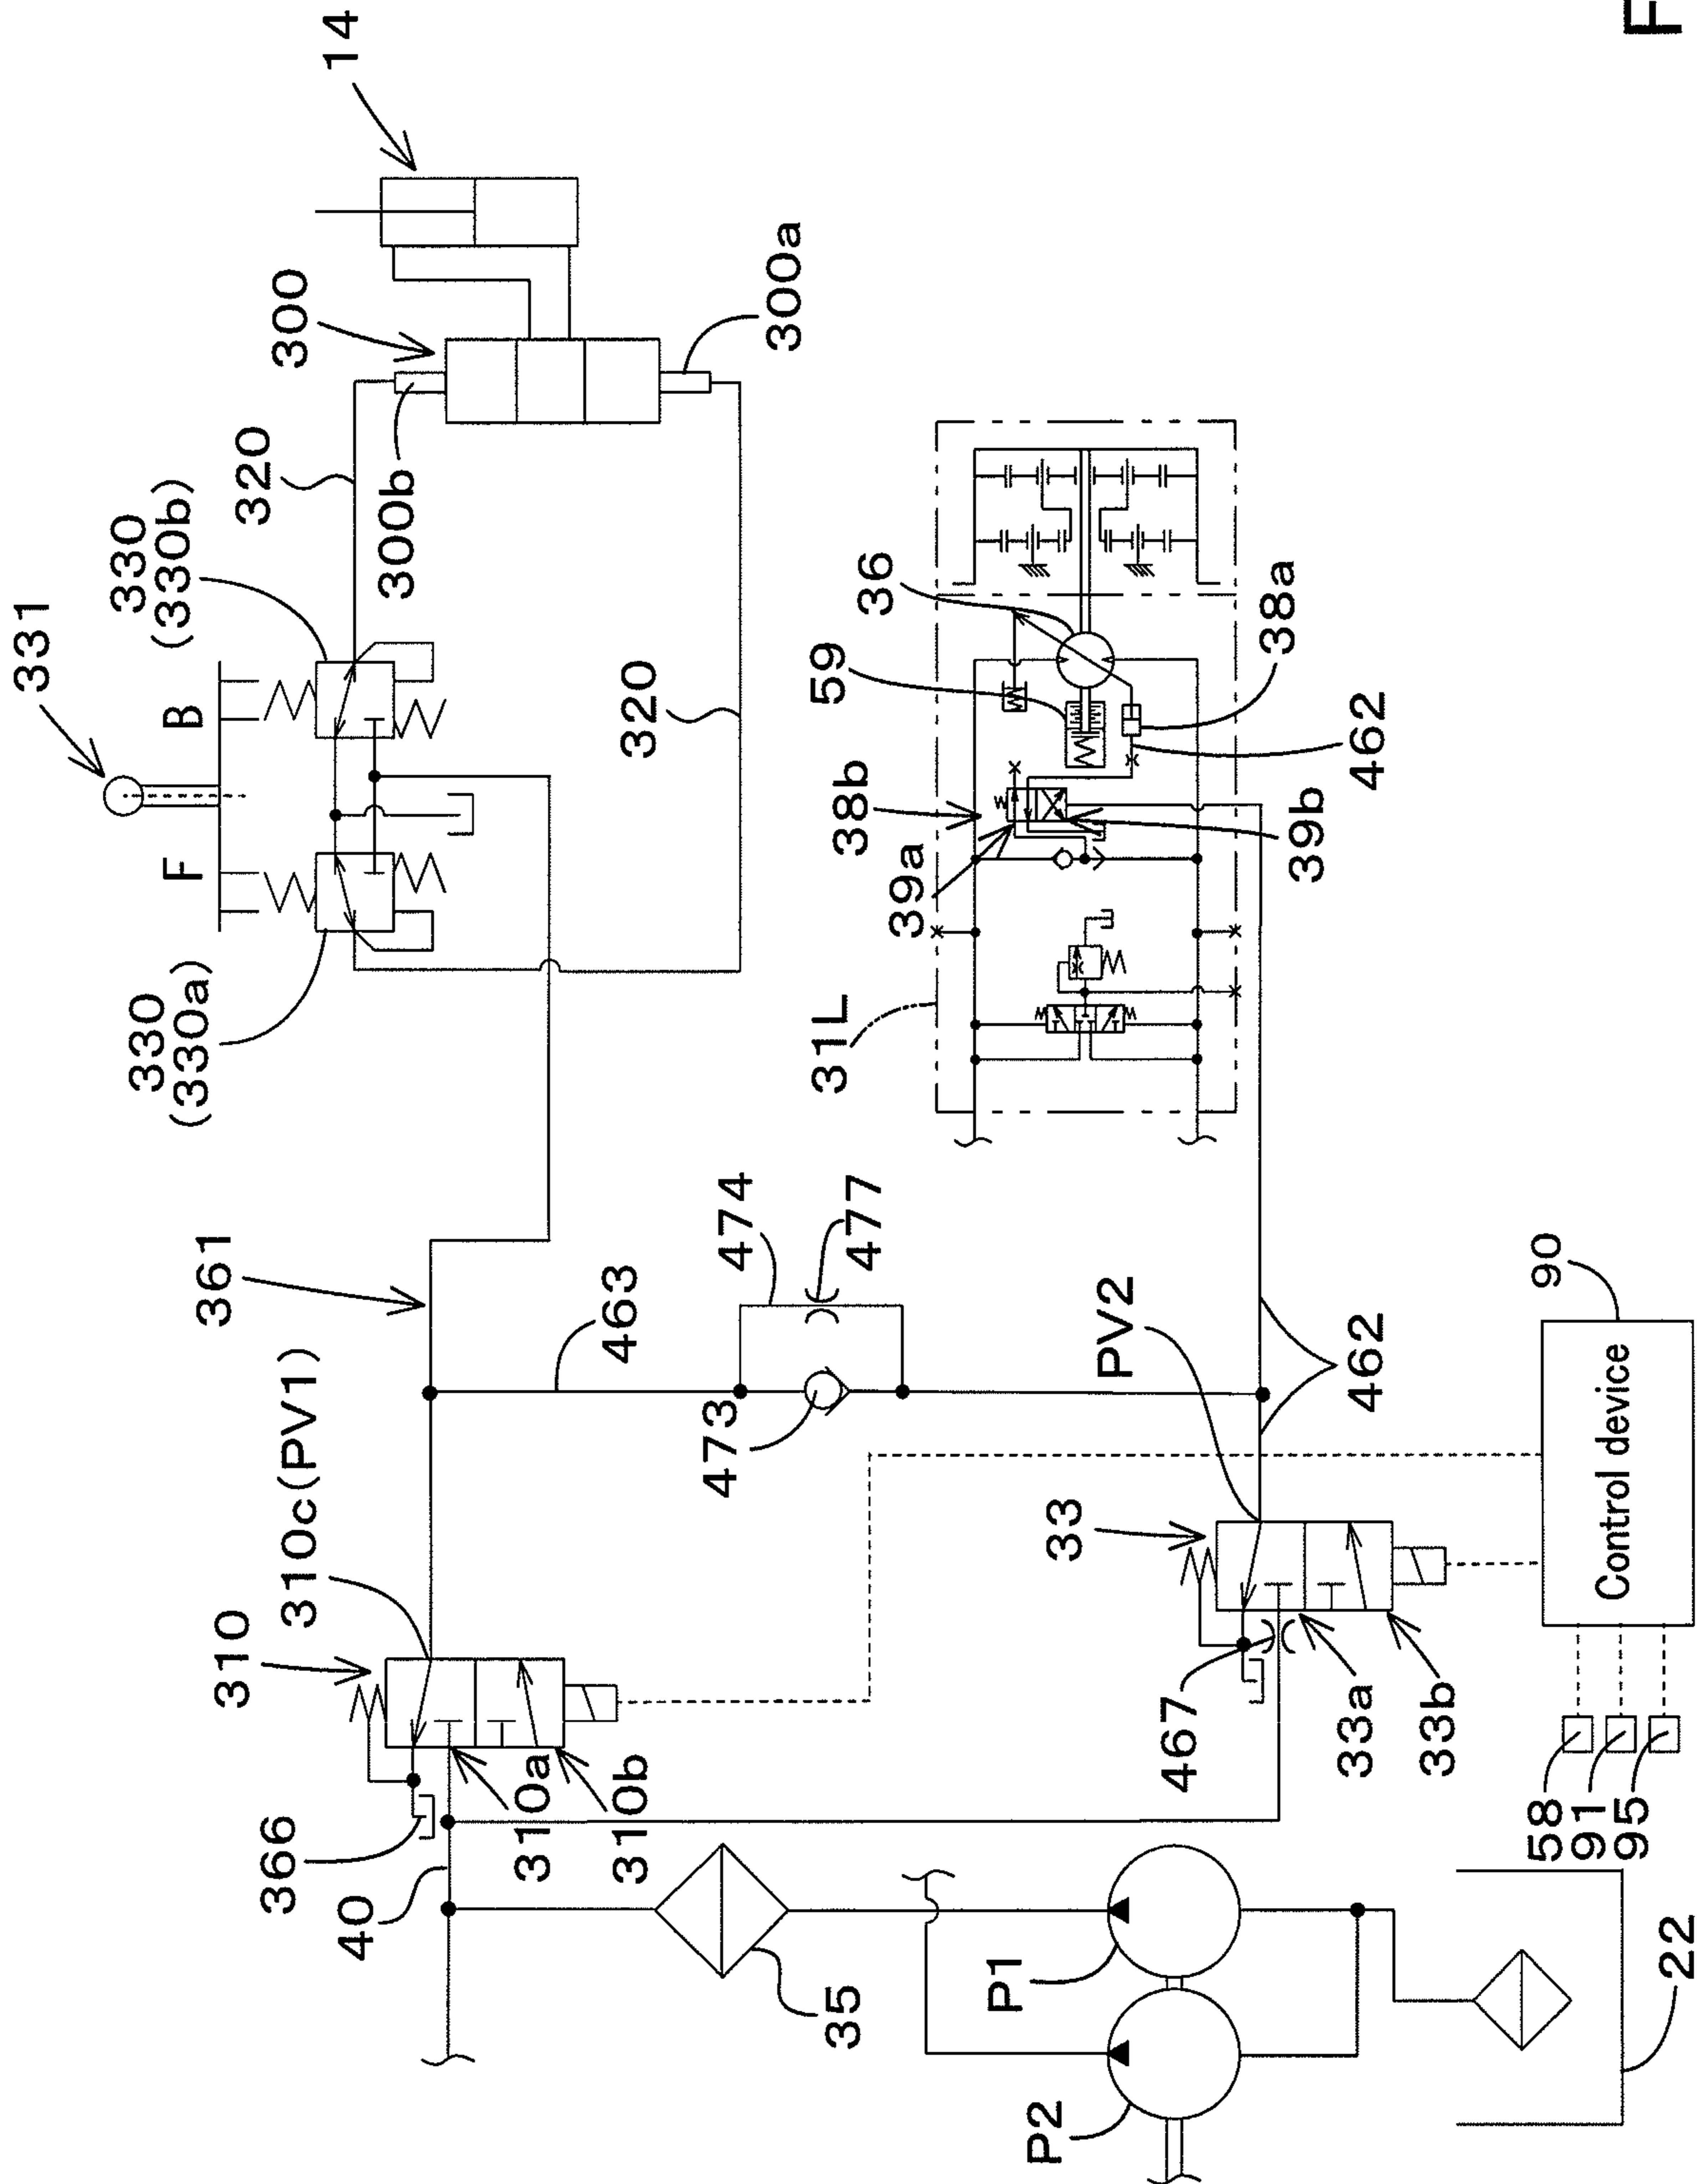 331
F
B
330
(330a)
330
(330b)
320
300b
300
14
300a
320
361
310c(PV1)
310
366
40
310a
310b
463
474
477
473
35
P1
P2
22
PV2
33
467
33a
33b
462
31L
38b
39a
39b
59
36
38a
462
90
Control device
58
91
95
F